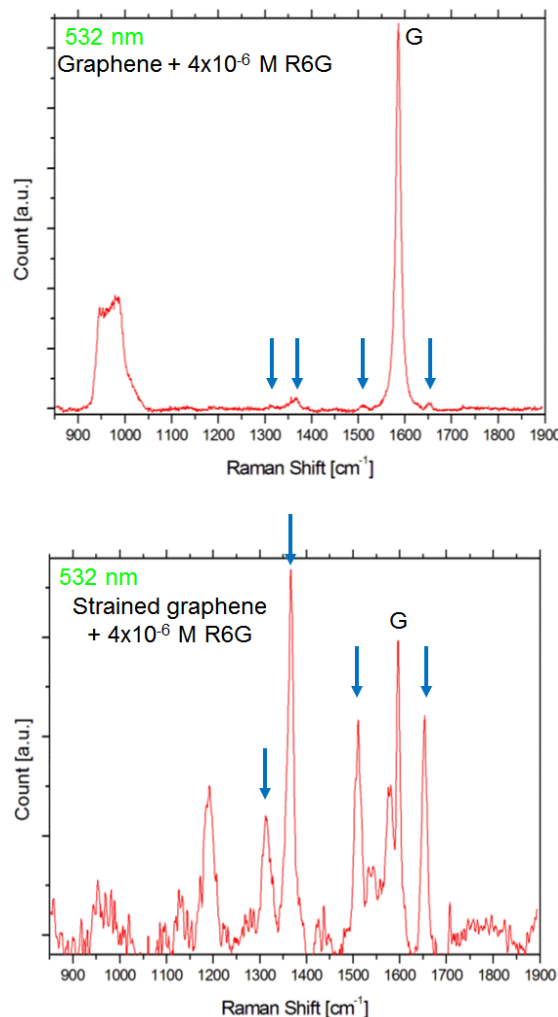 532 nm
Graphene + 4x10⁻⁶ M R6G
G
Count [a.u.]
900 1000 1100 1200 1300 1400 1500 1600 1700 1800 1900
Raman Shift [cm⁻¹]
532 nm
Strained graphene
+ 4x10⁻⁶ M R6G
G
Count [a.u.]
900 1000 1100 1200 1300 1400 1500 1600 1700 1800 1900
Raman Shift [cm⁻¹]